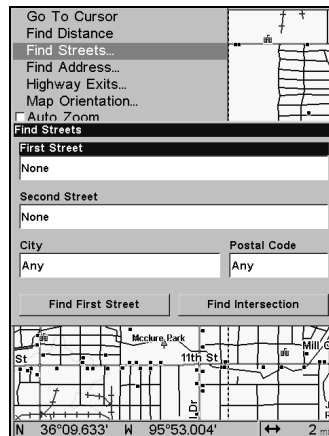 Go To Cursor
Find Distance
Find Streets...
Find Address...
Highway Exits...
Map Orientation...
Auto Zoom
Find Streets
First Street
None
Second Street
None
City
Postal Code
Any
Any
Find First Street
Find Intersection
Mcclure Park
Mill
St
11th St
Dr
N 36°09.633' W 95°53.004' ↔ 2 mi